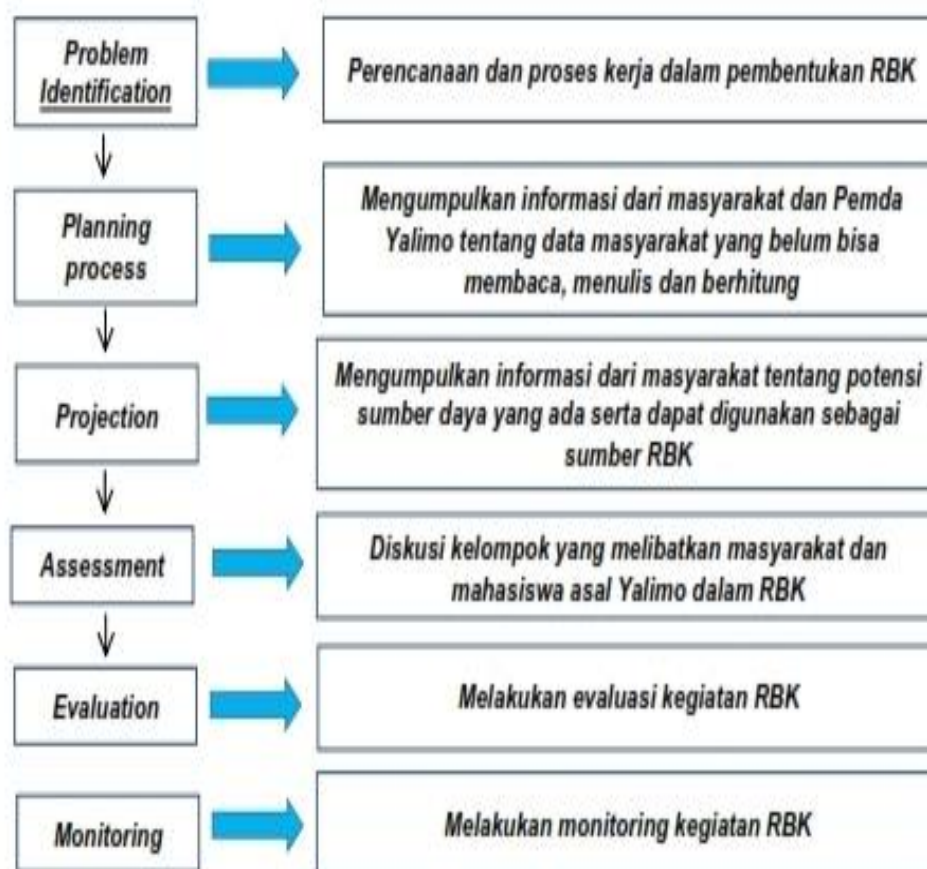 Problem
Identification
Perencanaan dan proses kerja dalam pembentukan RBK
Planning
process
Mengumpulkan informasi dari masyarakat dan Pemda
Yalimo tentang data masyarakat yang belum bisa
membaca, menulis dan berhitung
Projection
Mengumpulkan informasi dari masyarakat tentang potensi
sumber daya yang ada serta dapat digunakan sebagai
sumber RBK
Assessment
Diskusi kelompok yang melibatkan masyarakat dan
mahasiswa asal Yalimo dalam RBK
Evaluation
Melakukan evaluasi kegiatan RBK
Monitoring
Melakukan monitoring kegiatan RBK